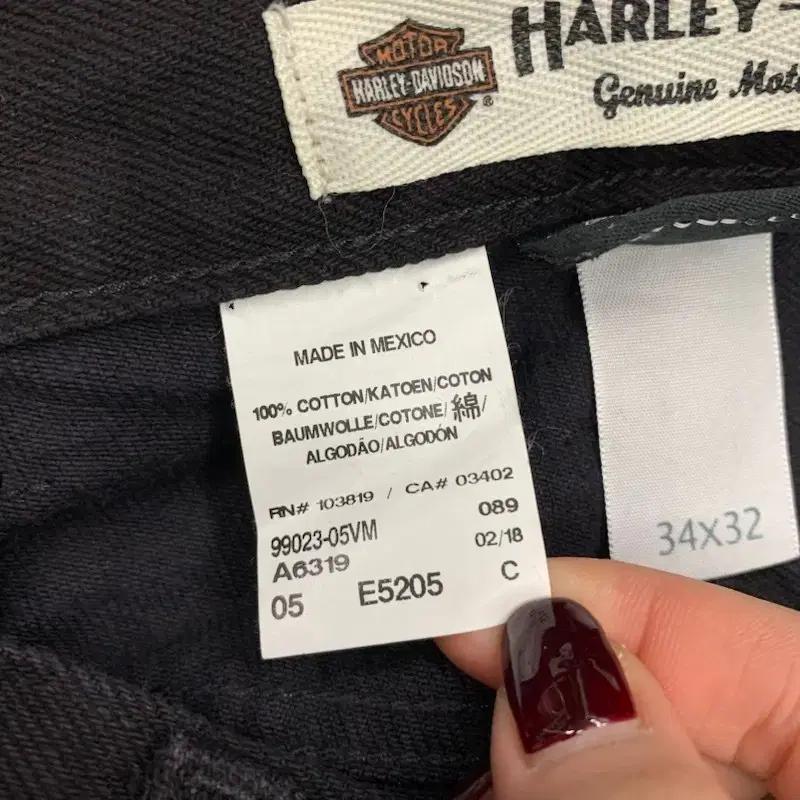 MOTOR
HARLEY-DAVIDSON
CYCLES
®
HARLEY-
Genuine
MADE IN MEXICO
100% COTTON/KATOEN/COTON
BAUMWOLLE/COTONE/綿/
ALGODÃO/ALGODÓN
RN# 103819 / CA# 03402
99023-05VM 089
A6319 02/18
05 E5205 C
34X32